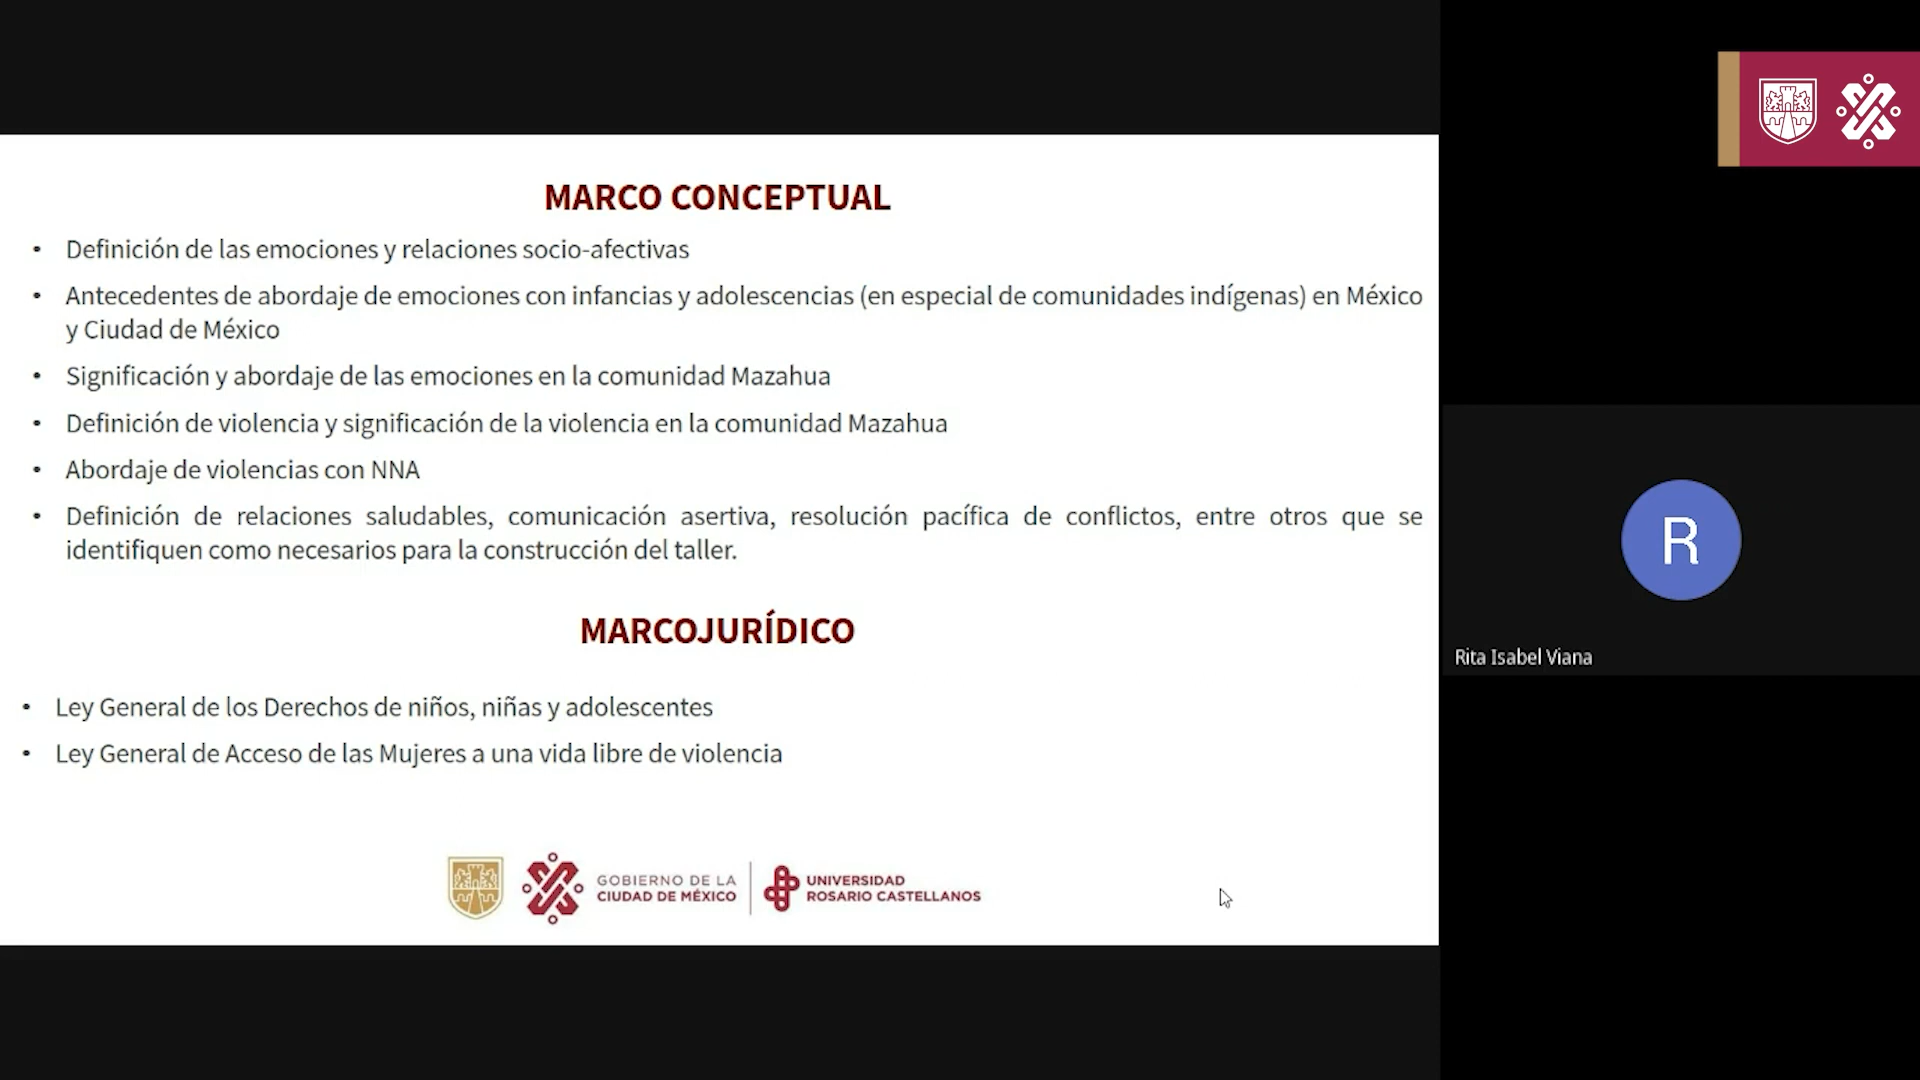 MARCO CONCEPTUAL
• Definición de las emociones y relaciones socio-afectivas
• Antecedentes de abordaje de emociones con infancias y adolescencias (en especial de comunidades indígenas) en México
y Ciudad de México
• Significación y abordaje de las emociones en la comunidad Mazahua
• Definición de violencia y significación de la violencia en la comunidad Mazahua
• Abordaje de violencias con NNA
• Definición de relaciones saludables, comunicación asertiva, resolución pacífica de conflictos, entre otros que se
identifiquen como necesarios para la construcción del taller.
MARCOJURÍDICO
• Ley General de los Derechos de niños, niñas y adolescentes
• Ley General de Acceso de las Mujeres a una vida libre de violencia
GOBIERNO DE LA
CIUDAD DE MÉXICO
UNIVERSIDAD
ROSARIO CASTELLANOS
R
Rita Isabel Viana